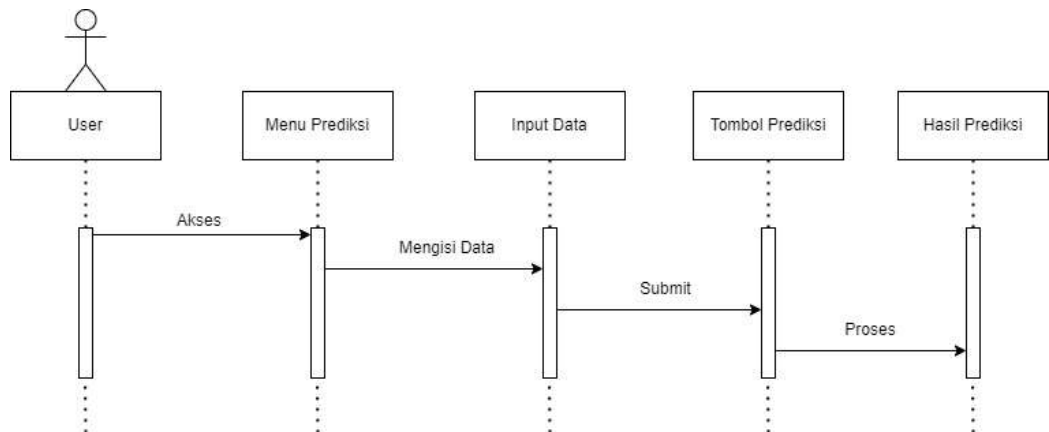 User
Menu Prediksi
Input Data
Tombol Prediksi
Hasil Prediksi
Akses
Mengisi Data
Submit
Proses